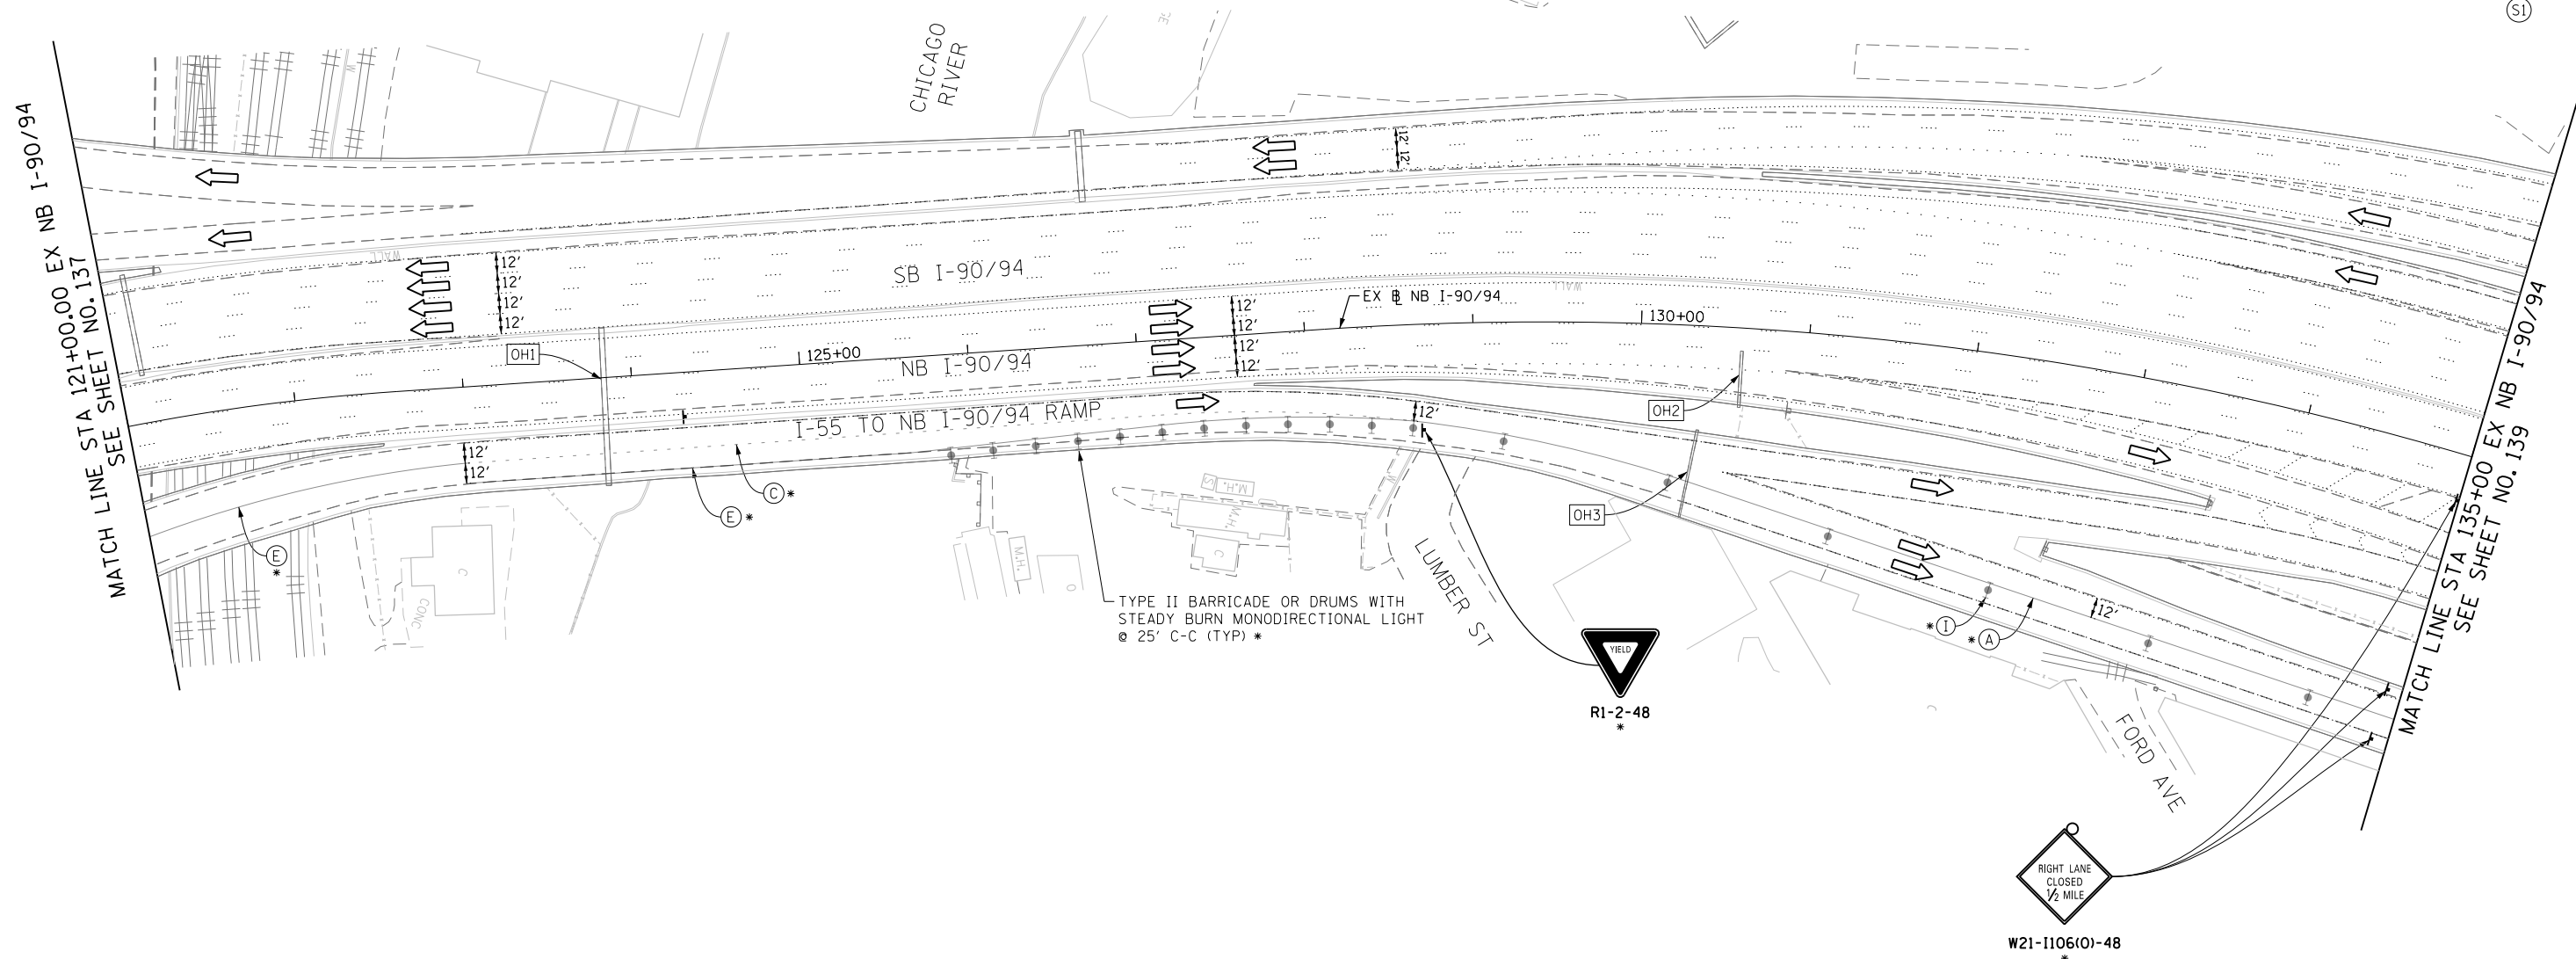 S1
MATCH LINE STA 121+00.00 EX NB I-90/94
SEE SHEET NO. 137
W
CHICAGO
RIVER
GE
12' 12'
WALL
12'
12'
12'
12'
SB I-90/94
12'
12'
12'
12'
EX B NB I-90/94
WALL
130+00
125+00
OH1
NB I-90/94
I-55 TO NB I-90/94 RAMP
12'
12'
12'
OH2
OH3
C *
E *
E
*
C
CONC
M.H.
O
S
M.H.
M.H.
C
W
LUMBER ST
TYPE II BARRICADE OR DRUMS WITH
STEADY BURN MONODIRECTIONAL LIGHT
@ 25' C-C (TYP) *
YIELD
R1-2-48
*
* I
* A
12'
FORD AVE
RIGHT LANE
CLOSED
1/2 MILE
W21-I106(O)-48
*
MATCH LINE STA 135+00 EX NB I-90/94
SEE SHEET NO. 139